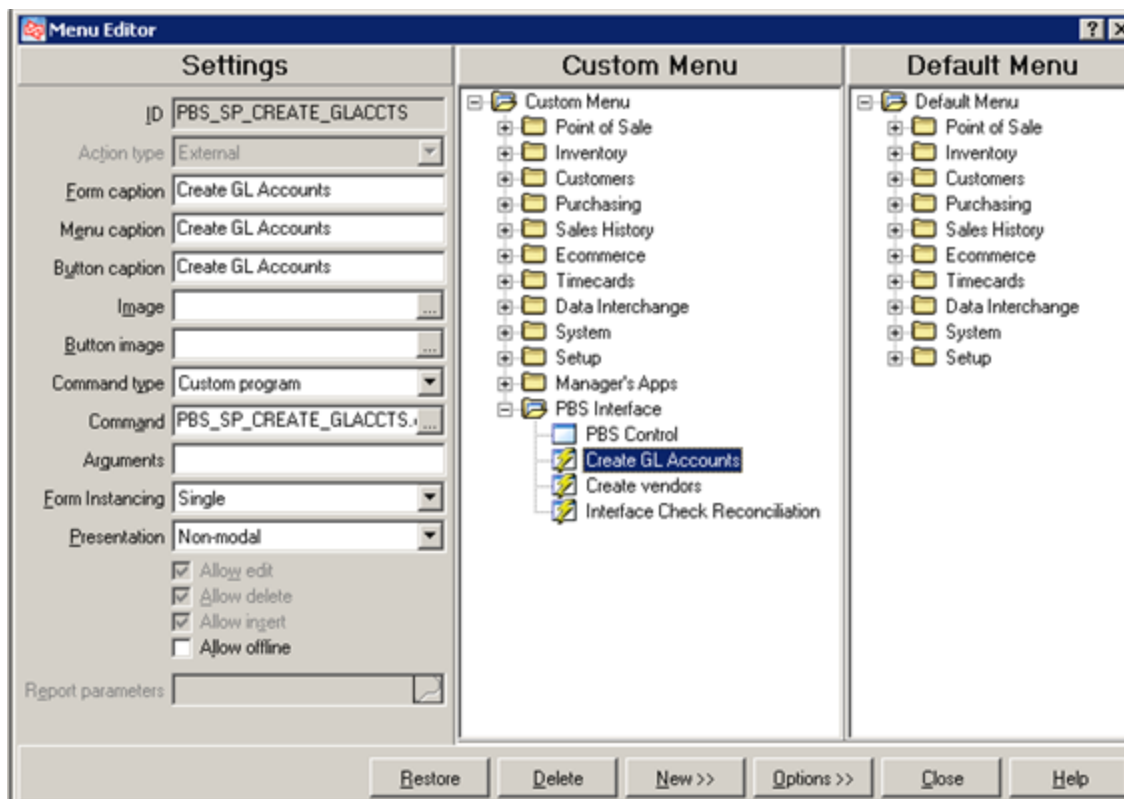 Menu Editor
Settings
ID PBS_SP_CREATE_GLACCTS
Action type External
Form caption Create GL Accounts
Menu caption Create GL Accounts
Button caption Create GL Accounts
Image ...
Button image ...
Command type Custom program
Command PBS_SP_CREATE_GLACCTS. ...
Arguments
Form Instancing Single
Presentation Non-modal
Allow edit
Allow delete
Allow insert
Allow offline
Report parameters
Custom Menu
Custom Menu
Point of Sale
Inventory
Customers
Purchasing
Sales History
Ecommerce
Timecards
Data Interchange
System
Setup
Manager's Apps
PBS Interface
PBS Control
Create GL Accounts
Create vendors
Interface Check Reconciliation
Default Menu
Default Menu
Point of Sale
Inventory
Customers
Purchasing
Sales History
Ecommerce
Timecards
Data Interchange
System
Setup
Restore Delete New >> Options >> Close Help